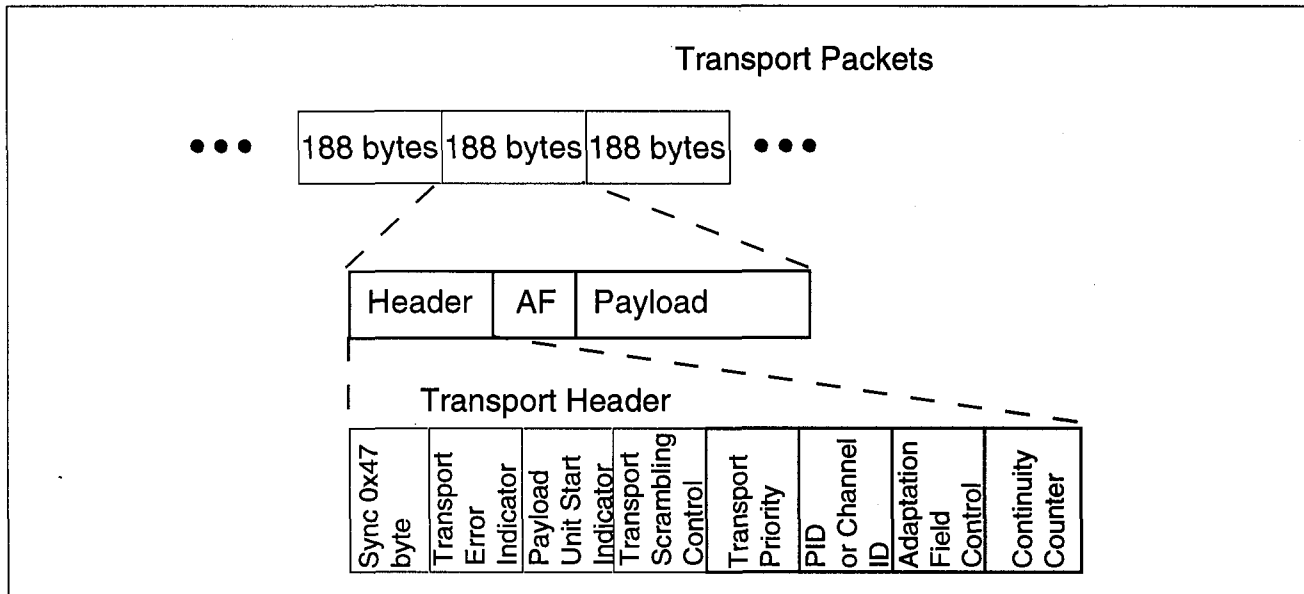 Transport Packets
••• 188 bytes 188 bytes 188 bytes •••
Header AF Payload
Transport Header
Sync 0x47
byte
Transport
Error
Indicator
Payload
Unit Start
Indicator
Transport
Scrambling
Control
Transport
Priority
PID
or Channel
ID
Adaptation
Field
Control
Continuity
Counter